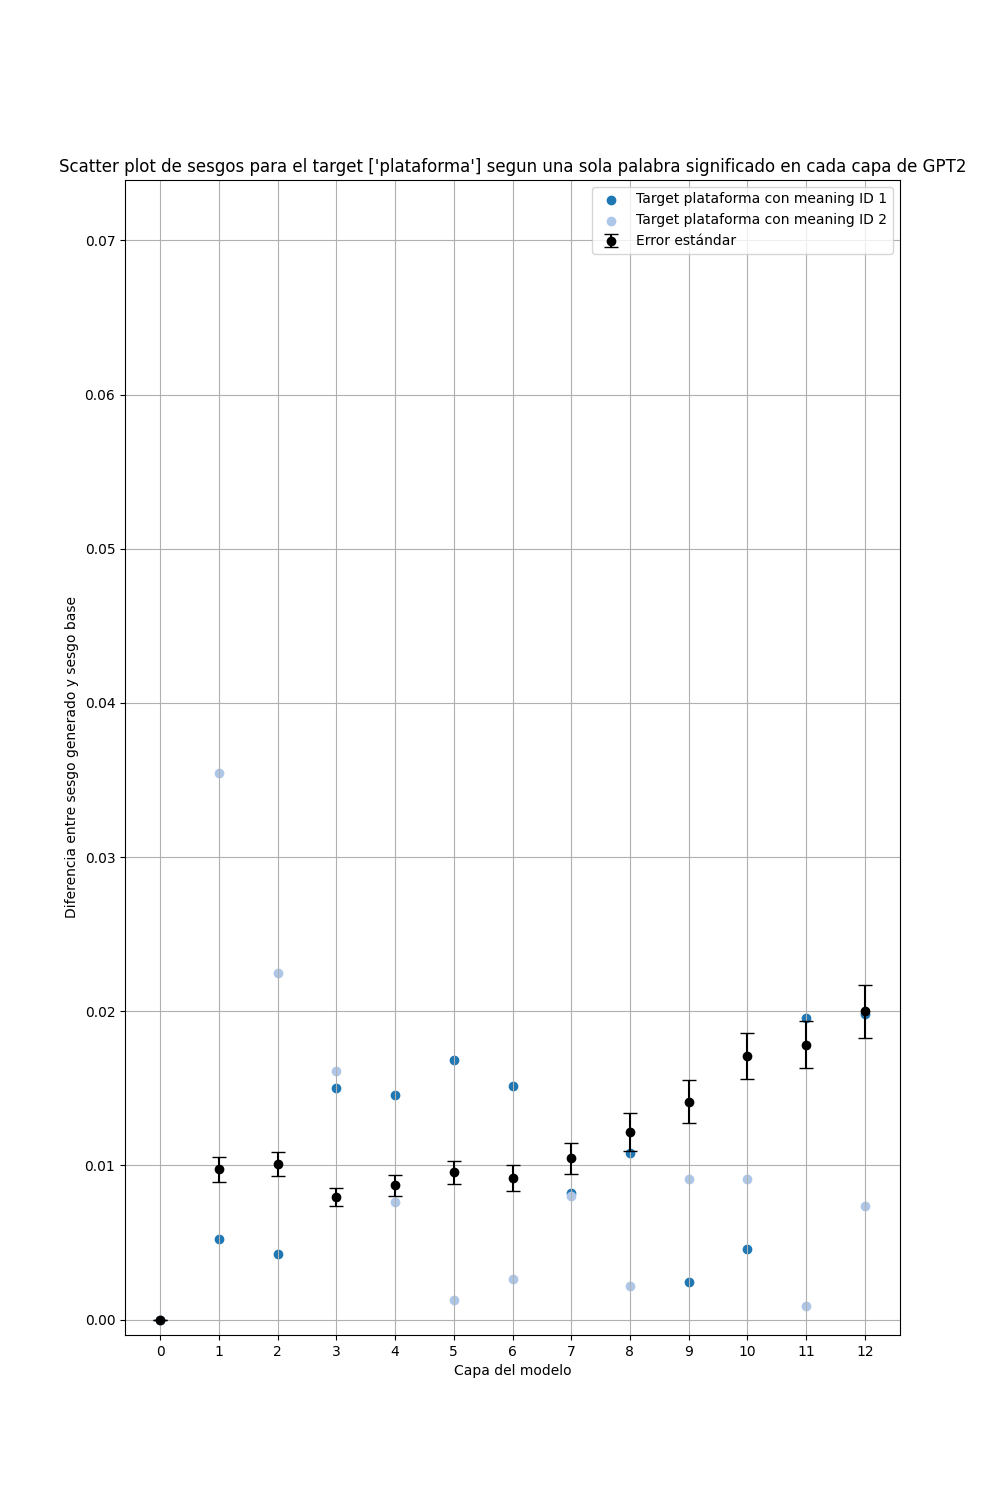 Scatter plot de sesgos para el target ['plataforma'] segun una sola palabra significado en cada capa de GPT2
Target plataforma con meaning ID 1
Target plataforma con meaning ID 2
Error estándar
Diferencia entre sesgo generado y sesgo base
0.07
0.06
0.05
0.04
0.03
0.02
0.01
0.00
0 1 2 3 4 5 6 7 8 9 10 11 12
Capa del modelo